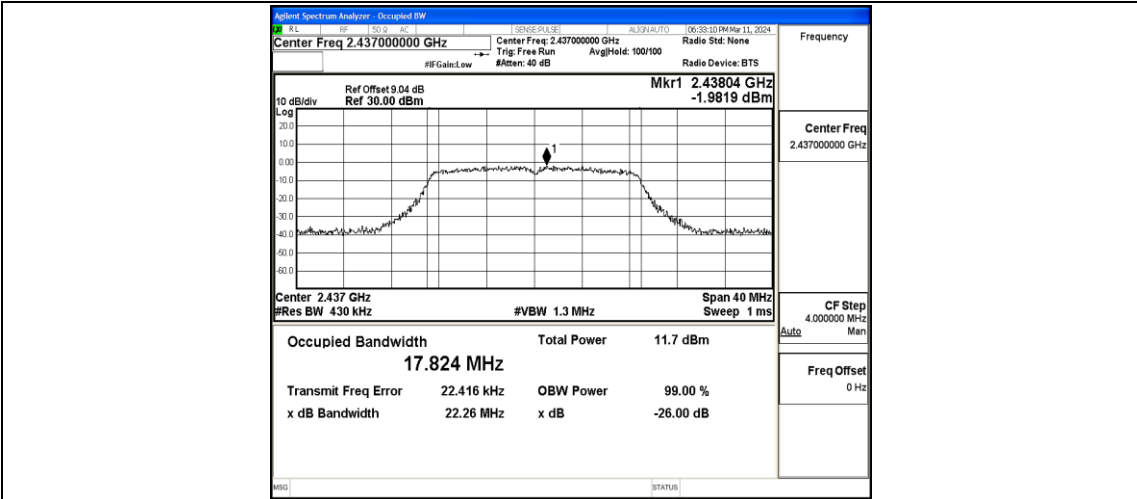 Agilent Spectrum Analyzer - Occupied BW
LXI RL RF 50 Ω AC SENSE:PULSE ALIGN AUTO 06:33:10 PM Mar 11, 2024
Center Freq 2.437000000 GHz
Center Freq: 2.437000000 GHz
Radio Std: None
Trig: Free Run Avg|Hold: 100/100
#IFGain:Low #Atten: 40 dB Radio Device: BTS
Mkr1 2.43804 GHz
-1.9819 dBm
Ref Offset 9.04 dB
10 dB/div Ref 30.00 dBm
Log
20.0
10.0
0.00
-10.0
-20.0
-30.0
-40.0
-50.0
-60.0
1
Center 2.437 GHz Span 40 MHz
#Res BW 430 kHz #VBW 1.3 MHz Sweep 1 ms
Occupied Bandwidth Total Power 11.7 dBm
17.824 MHz
Transmit Freq Error 22.416 kHz OBW Power 99.00 %
x dB Bandwidth 22.26 MHz x dB -26.00 dB
MSG STATUS
Frequency
Center Freq
2.437000000 GHz
CF Step
4.000000 MHz
Auto Man
Freq Offset
0 Hz